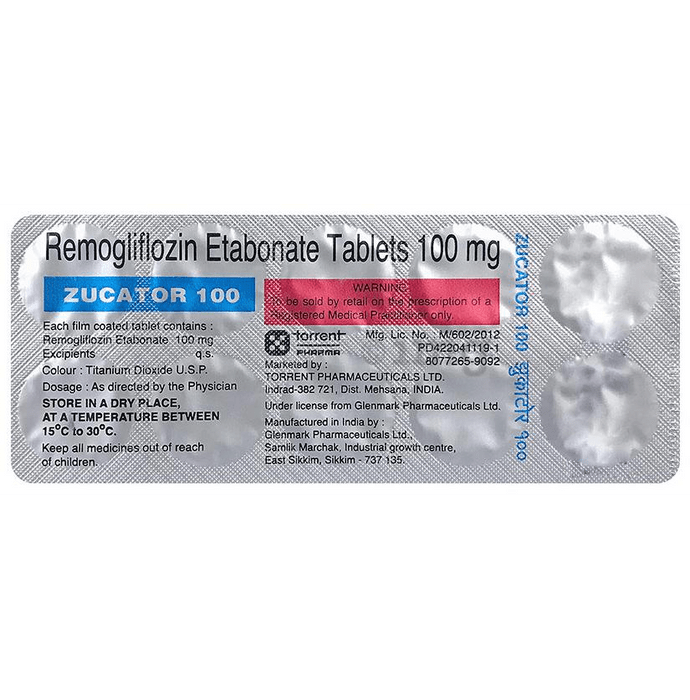 Remogliflozin Etabonate Tablets 100 mg
ZUCATOR 100
Each film coated tablet contains :
Remogliflozin Etabonate 100 mg
Excipients q.s.
Colour : Titanium Dioxide U.S.P.
Dosage : As directed by the Physician
STORE IN A DRY PLACE,
AT A TEMPERATURE BETWEEN
15°C to 30°C.
Keep all medicines out of reach
of children.
WARNING
To be sold by retail on the prescription of a
Registered Medical Practitioner only.
torrent
PHARMA
Mfg. Lic. No. : M/602/2012
PD422041119-1
8077265-9092
Marketed by :
TORRENT PHARMACEUTICALS LTD.
Indrad-382 721, Dist. Mehsana, INDIA.
Under license from Glenmark Pharmaceuticals Ltd.
Manufactured in India by :
Glenmark Pharmaceuticals Ltd.,
Samlik Marchak, Industrial growth centre,
East Sikkim, Sikkim - 737 135.
ZUCATOR 100 जुकाटोर १००